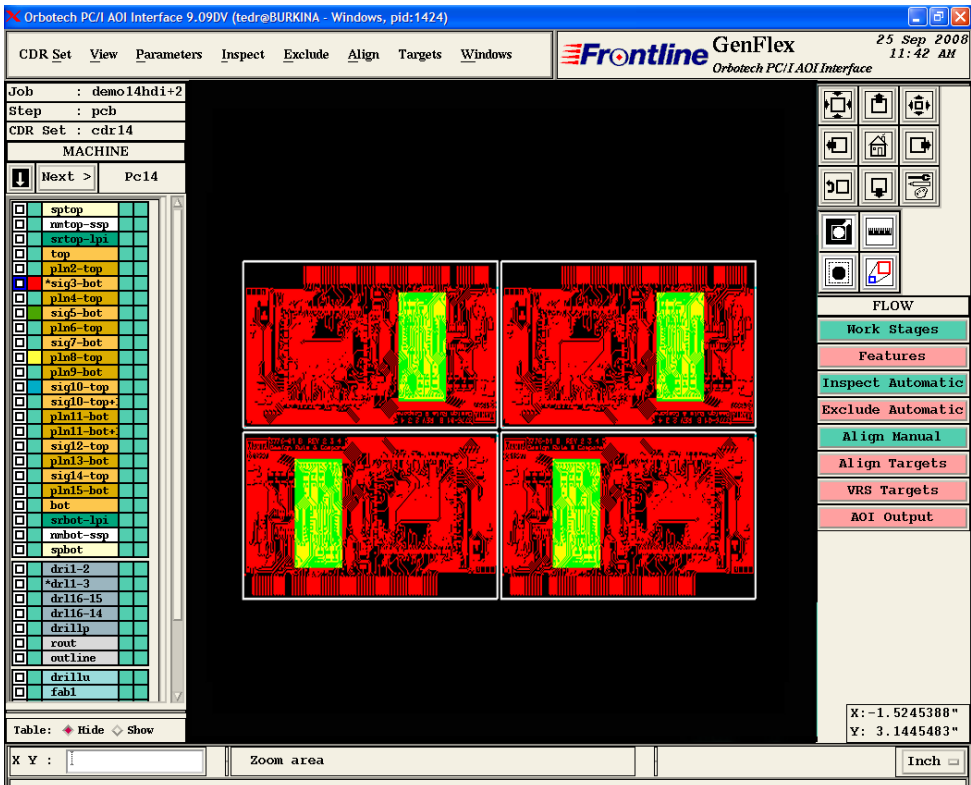 Orbotech PC/I AOI Interface 9.09DV (tedr@BURKINA - Windows, pid:1424)
CDR Set View Parameters Inspect Exclude Align Targets Windows
Frontline
GenFlex
Orbotech PC/I AOI Interface
25 Sep 2008
11:42 AM
Job : demo14hdi+2
Step : pcb
CDR Set : cdr14
MACHINE
Next > Pc14
sptop
nmtop-ssp
srtop-lpi
top
pln2-top
*sig3-bot
pln4-top
sig5-bot
pln6-top
sig7-bot
pln8-top
pln9-bot
sig10-top
sig10-top+
pln11-bot
pln11-bot+
sig12-top
pln13-bot
sig14-top
pln15-bot
bot
srbot-lpi
nmbot-ssp
spbot
dri1-2
*drl1-3
drl16-15
drl16-14
drillp
rout
outline
drillu
fab1
Table: Hide Show
FLOW
Work Stages
Features
Inspect Automatic
Exclude Automatic
Align Manual
Align Targets
VRS Targets
AOI Output
X:-1.5245388"
Y: 3.1445483"
X Y :
Zoom area
Inch